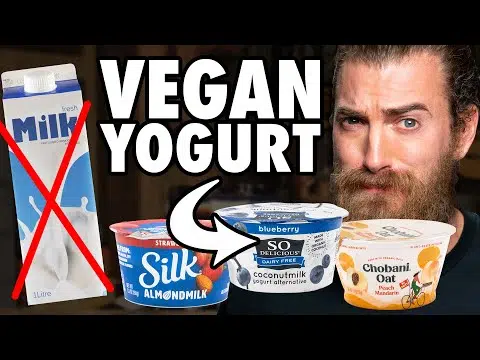 VEGAN
YOGURT
fresh
Milk
1 Litre
STRAW
Silk
ALMONDMILK
blueberry
SO
DELICIOUS
DAIRY FREE
coconutmilk
yogurt alternative
Chobani
Oat
Peach
Mandarin